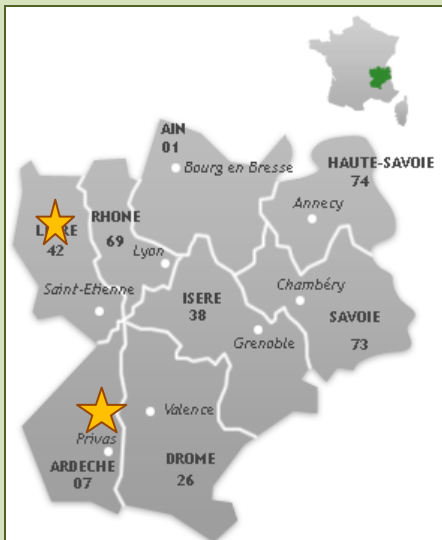 AIN
01
Bourg en Bresse
HAUTE-SAVOIE
74
Annecy
RHONE
69
42
Lyon
Saint-Etienne
ISERE
38
Chambéry
SAVOIE
73
Grenoble
Valence
Privas
ARDECHE
07
DROME
26